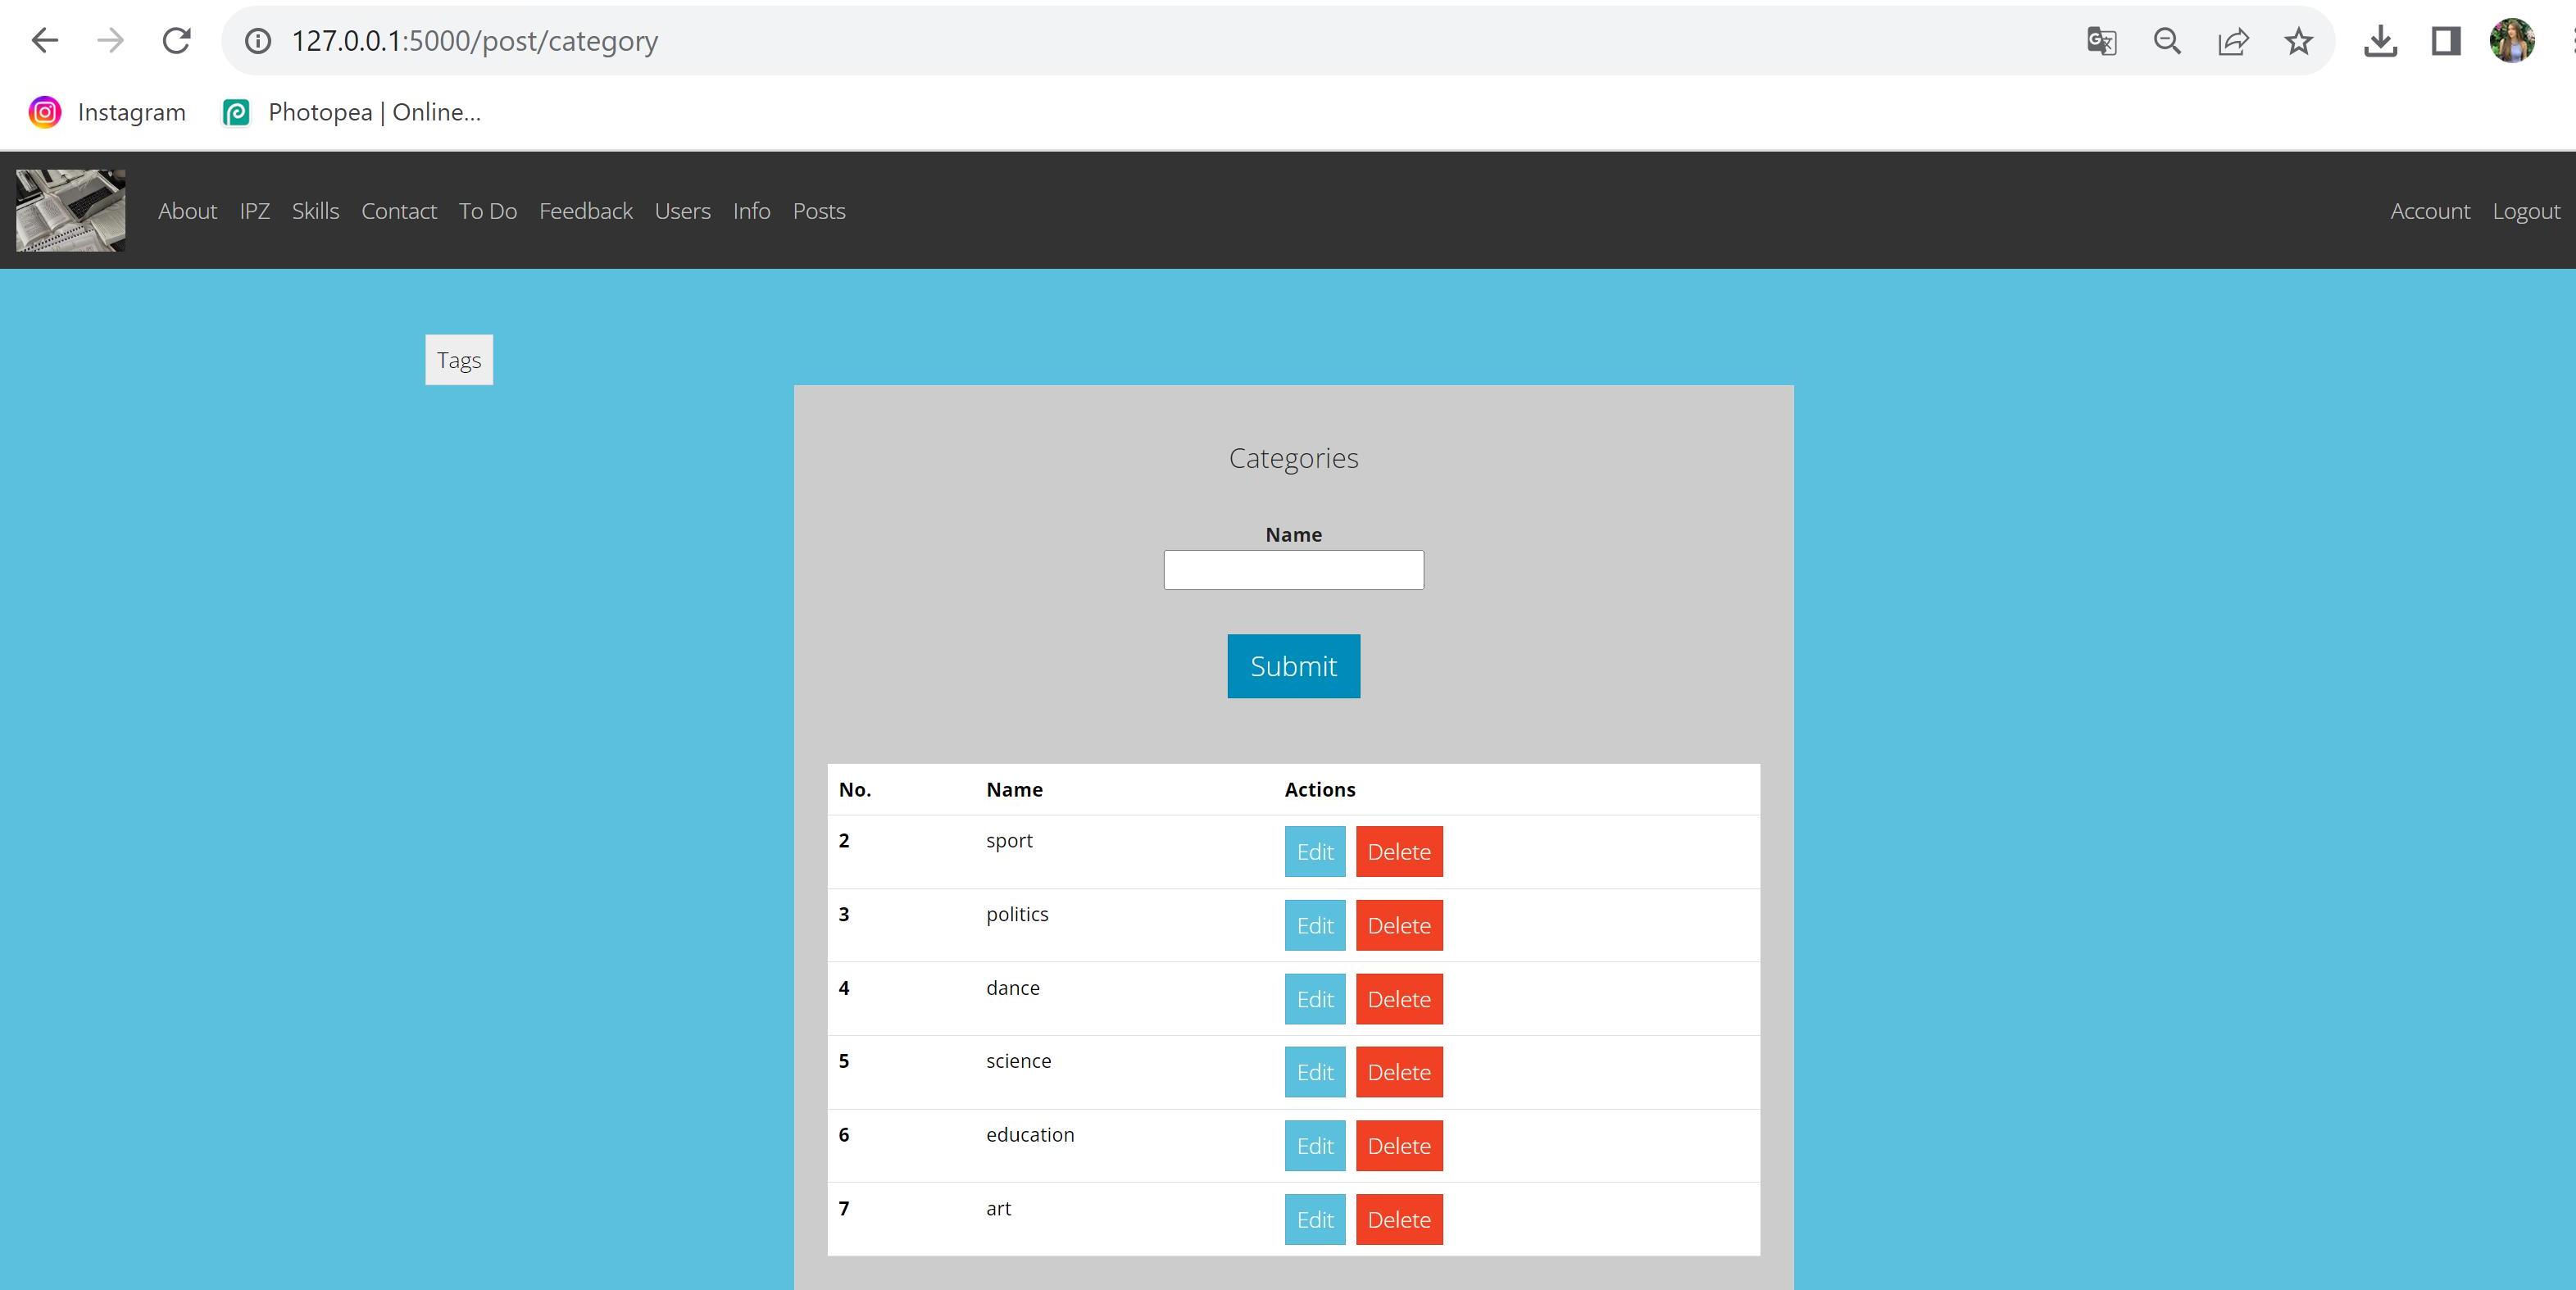 127.0.0.1:5000/post/category
Instagram Photopea | Online...
About IPZ Skills Contact To Do Feedback Users Info Posts Account Logout
Tags
Categories
Name
Submit
No. Name Actions
2 sport Edit Delete
3 politics Edit Delete
4 dance Edit Delete
5 science Edit Delete
6 education Edit Delete
7 art Edit Delete